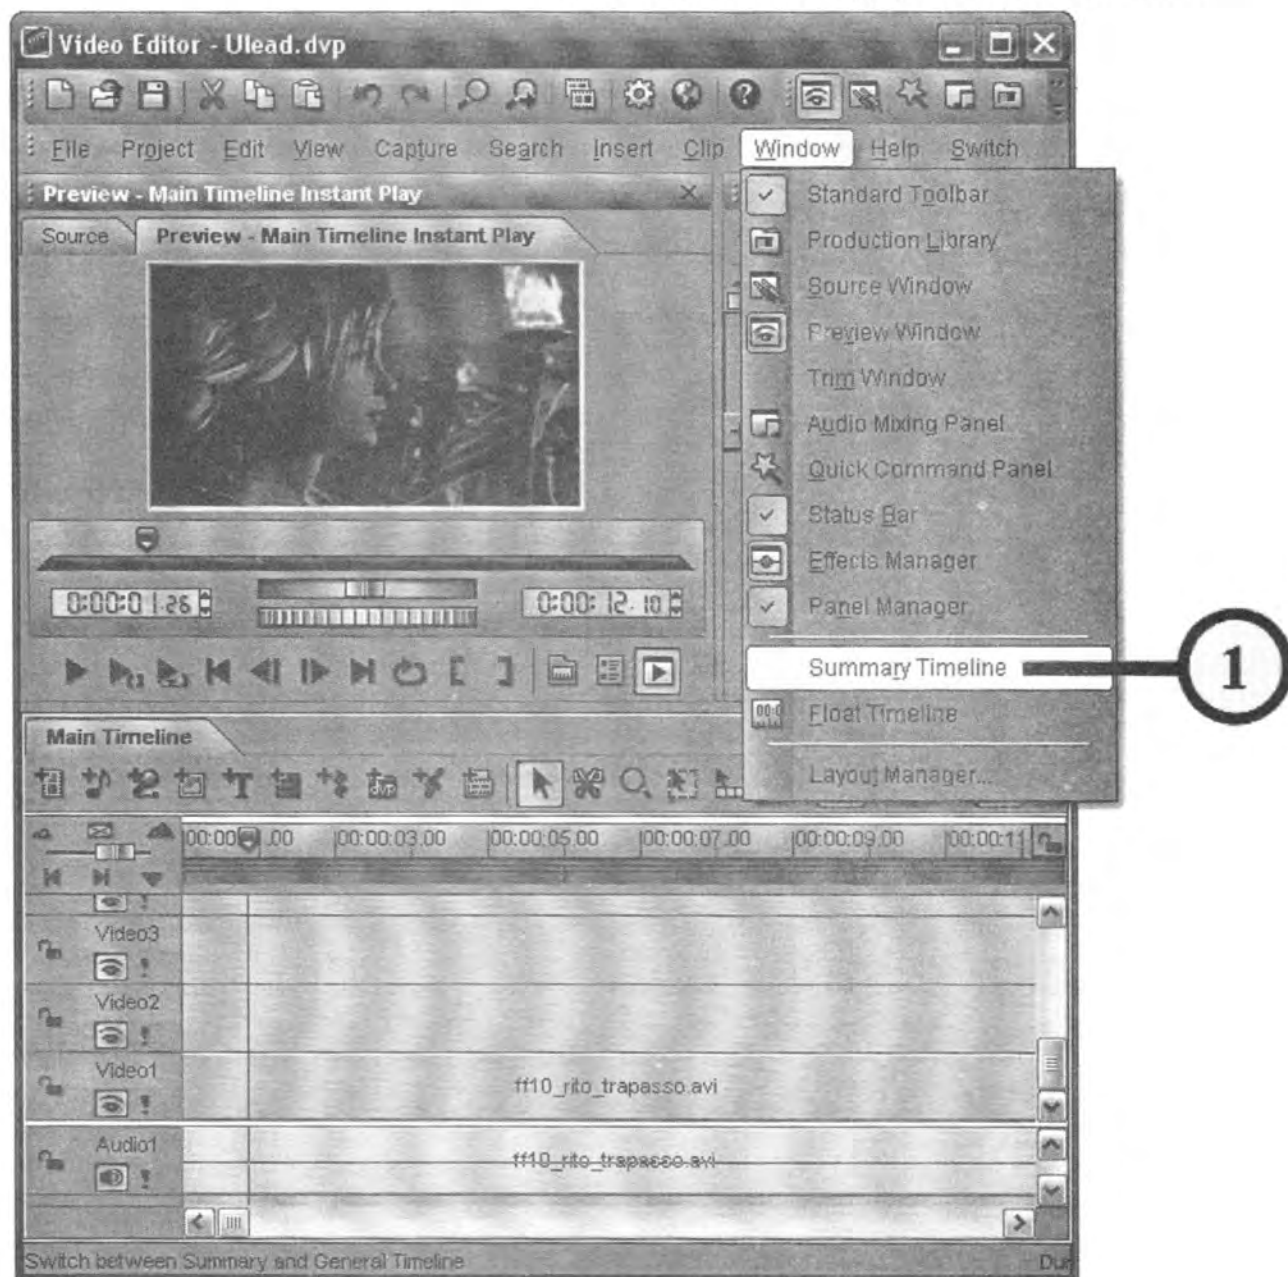 Video Editor - Ulead.dvp
File Project Edit View Capture Search Insert Clip Window Help Switch
Preview - Main Timeline Instant Play
Source Preview - Main Timeline Instant Play
0:00:01.26
0:00:12.10
Standard Toolbar
Production Library
Source Window
Preview Window
Trim Window
Audio Mixing Panel
Quick Command Panel
Status Bar
Effects Manager
Panel Manager
Summary Timeline
1
Float Timeline
Layout Manager...
Main Timeline
00:00:03.00 00:00:05.00 00:00:07.00 00:00:09.00 00:00:11
Video3
Video2
Video1
ff10_rito_trapasso.avi
Audio1
ff10_rito_trapasso.avi
Switch between Summary and General Timeline
Dur